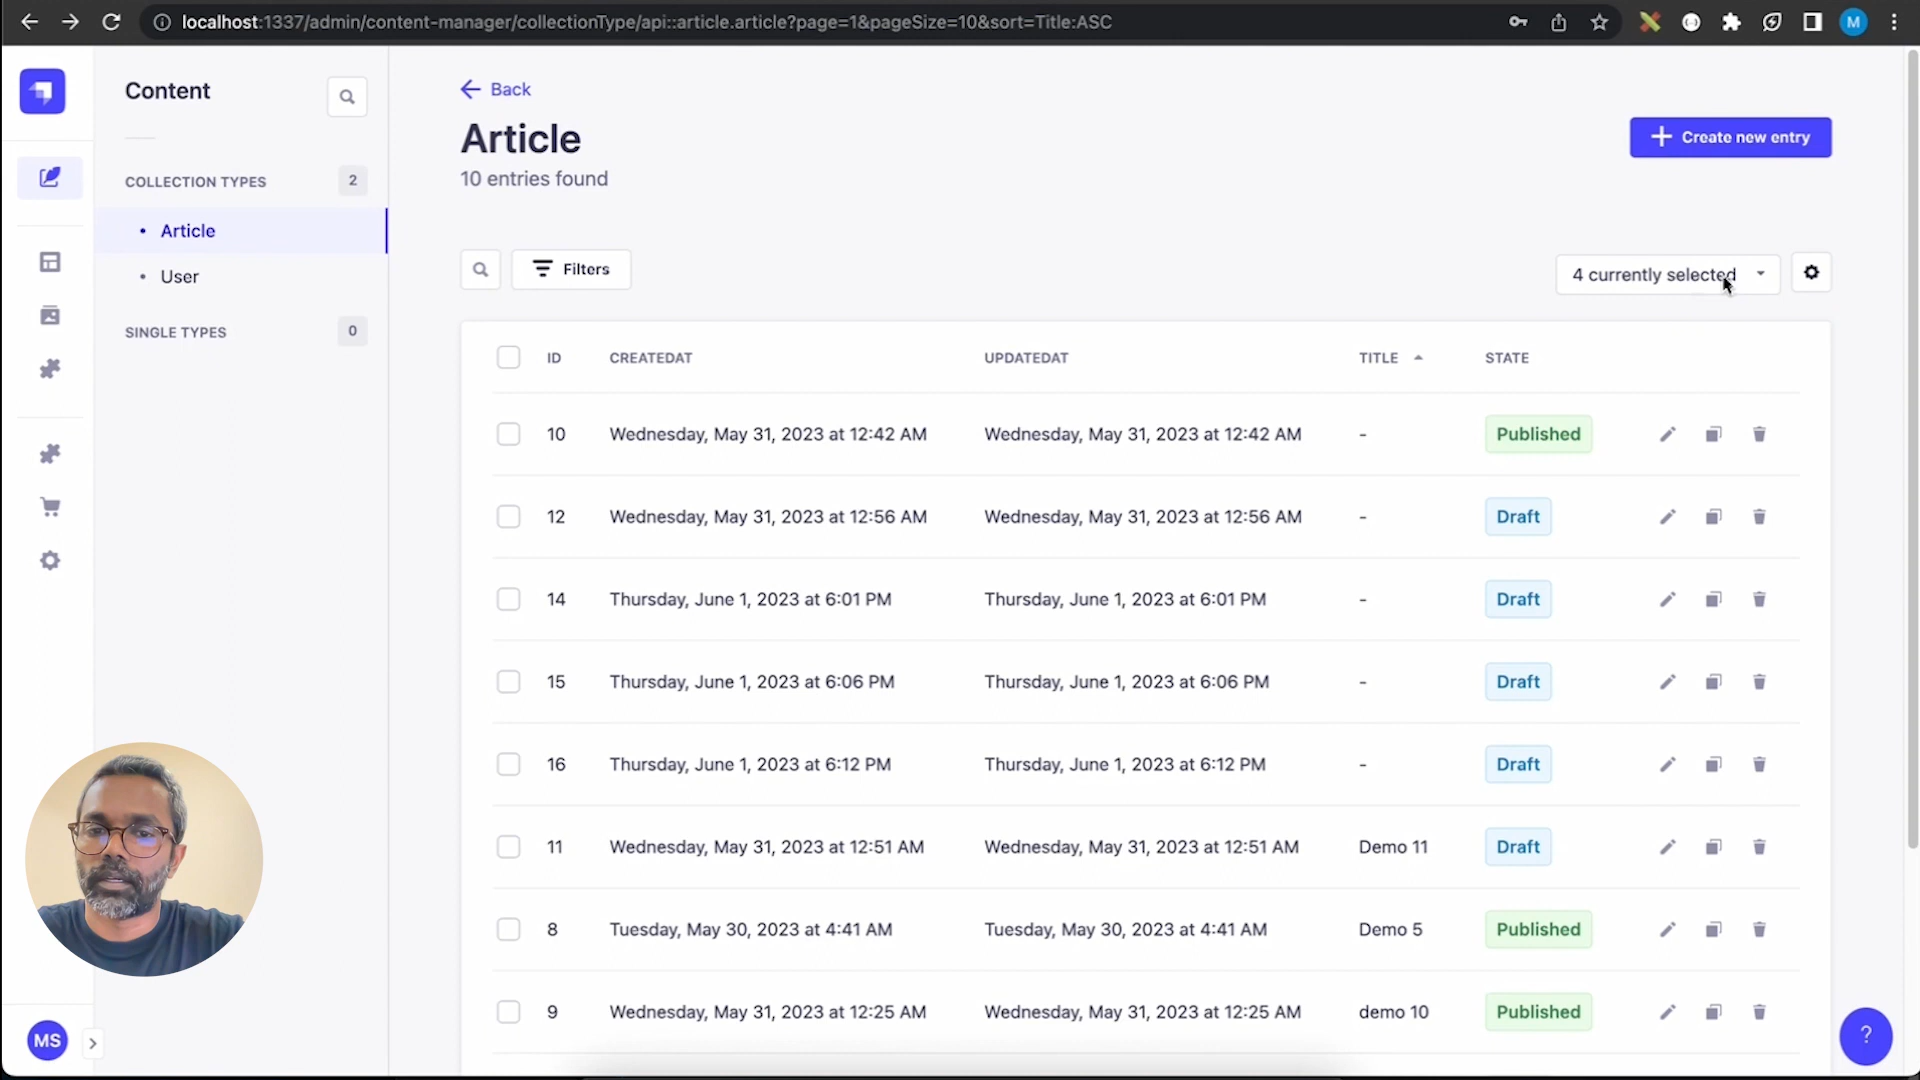 localhost:1337/admin/content-manager/collectionType/api::article.article?page=1&pageSize=10&sort=Title:ASC
M
Content
COLLECTION TYPES 2
• Article
• User
SINGLE TYPES 0
MS
Back
Article
10 entries found
Create new entry
Filters
4 currently selected
ID CREATEDAT UPDATEDAT TITLE STATE
10 Wednesday, May 31, 2023 at 12:42 AM Wednesday, May 31, 2023 at 12:42 AM - Published
12 Wednesday, May 31, 2023 at 12:56 AM Wednesday, May 31, 2023 at 12:56 AM - Draft
14 Thursday, June 1, 2023 at 6:01 PM Thursday, June 1, 2023 at 6:01 PM - Draft
15 Thursday, June 1, 2023 at 6:06 PM Thursday, June 1, 2023 at 6:06 PM - Draft
16 Thursday, June 1, 2023 at 6:12 PM Thursday, June 1, 2023 at 6:12 PM - Draft
11 Wednesday, May 31, 2023 at 12:51 AM Wednesday, May 31, 2023 at 12:51 AM Demo 11 Draft
8 Tuesday, May 30, 2023 at 4:41 AM Tuesday, May 30, 2023 at 4:41 AM Demo 5 Published
9 Wednesday, May 31, 2023 at 12:25 AM Wednesday, May 31, 2023 at 12:25 AM demo 10 Published
?